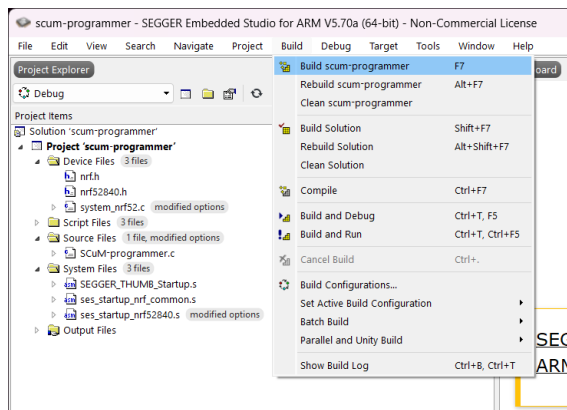 scum-programmer - SEGGER Embedded Studio for ARM V5.70a (64-bit) - Non-Commercial License
File Edit View Search Navigate Project Build Debug Target Tools Window Help
Project Explorer
Debug
Project Items
Solution 'scum-programmer'
Project 'scum-programmer'
Device Files 3 files
nrf.h
nrf52840.h
system_nrf52.c modified options
Script Files 3 files
Source Files 1 file, modified options
SCuM-programmer.c
System Files 3 files
SEGGER_THUMB_Startup.s
ses_startup_nrf_common.s
ses_startup_nrf52840.s modified options
Output Files
Build scum-programmer F7
Rebuild scum-programmer Alt+F7
Clean scum-programmer
Build Solution Shift+F7
Rebuild Solution Alt+Shift+F7
Clean Solution
Compile Ctrl+F7
Build and Debug Ctrl+T, F5
Build and Run Ctrl+T, Ctrl+F5
Cancel Build Ctrl+.
Build Configurations...
Set Active Build Configuration
Batch Build
Parallel and Unity Build
Show Build Log Ctrl+B, Ctrl+T
oard
SEG
ARM